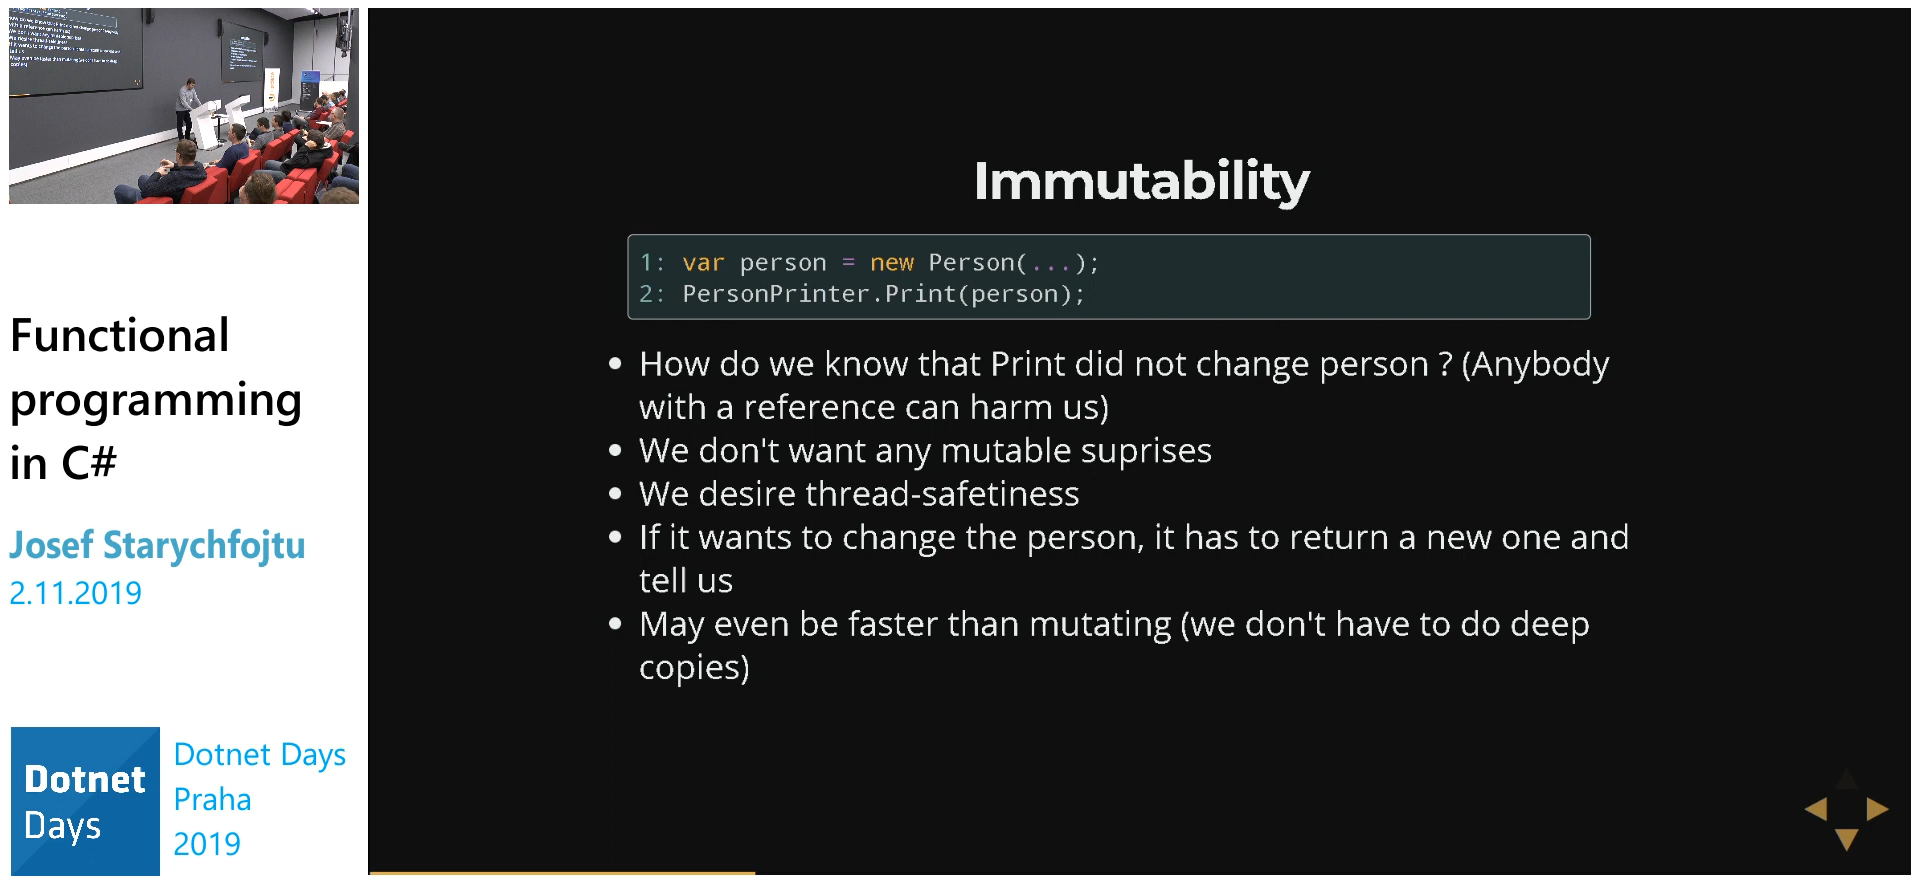 Functional
programming
in C#
Josef Starychfojtu
2.11.2019
Dotnet
Days
Dotnet Days
Praha
2019
Immutability
1: var person = new Person(...);
2: PersonPrinter.Print(person);
How do we know that Print did not change person ? (Anybody
with a reference can harm us)
We don't want any mutable suprises
We desire thread-safetiness
If it wants to change the person, it has to return a new one and
tell us
May even be faster than mutating (we don't have to do deep
copies)